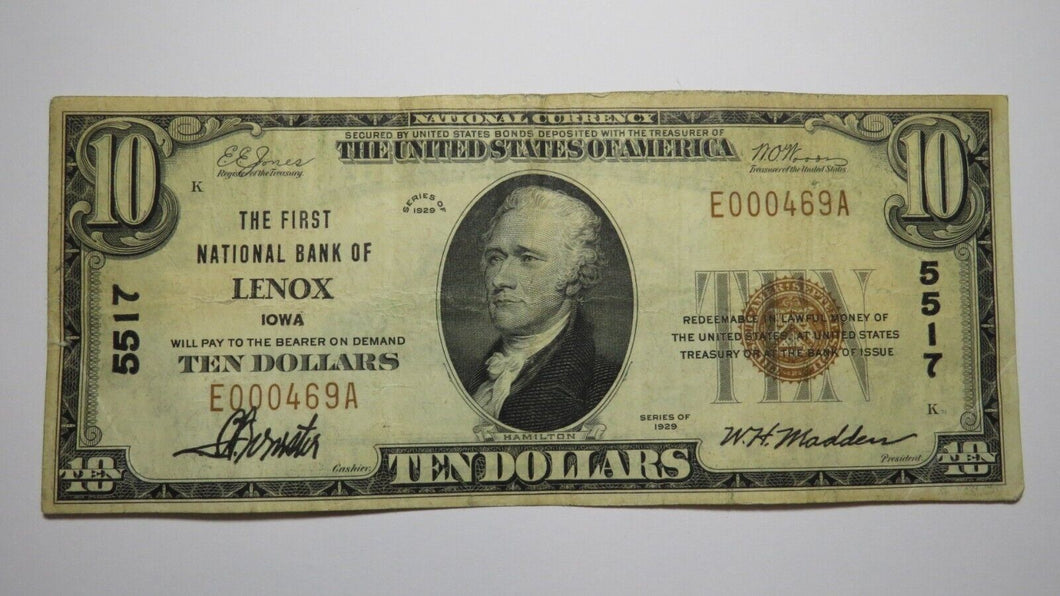 NATIONAL CURRENCY
SECURED BY UNITED STATES BONDS DEPOSITED WITH THE TREASURER OF
THE UNITED STATES OF AMERICA
10
10
E.E. Jones
Register of the Treasury.
W.O. Woods
Treasurer of the United States
K
SERIES OF
1929
E000469A
THE FIRST
NATIONAL BANK OF
LENOX
IOWA
WILL PAY TO THE BEARER ON DEMAND
TEN DOLLARS
E000469A
5517
5517
TEN
REDEEMABLE IN LAWFUL MONEY OF
THE UNITED STATES, AT UNITED STATES
TREASURY OR AT THE BANK OF ISSUE
K
SERIES OF
1929
HAMILTON
Cashier
W.H. Madden
President
10
TEN
TEN DOLLARS
10
TEN